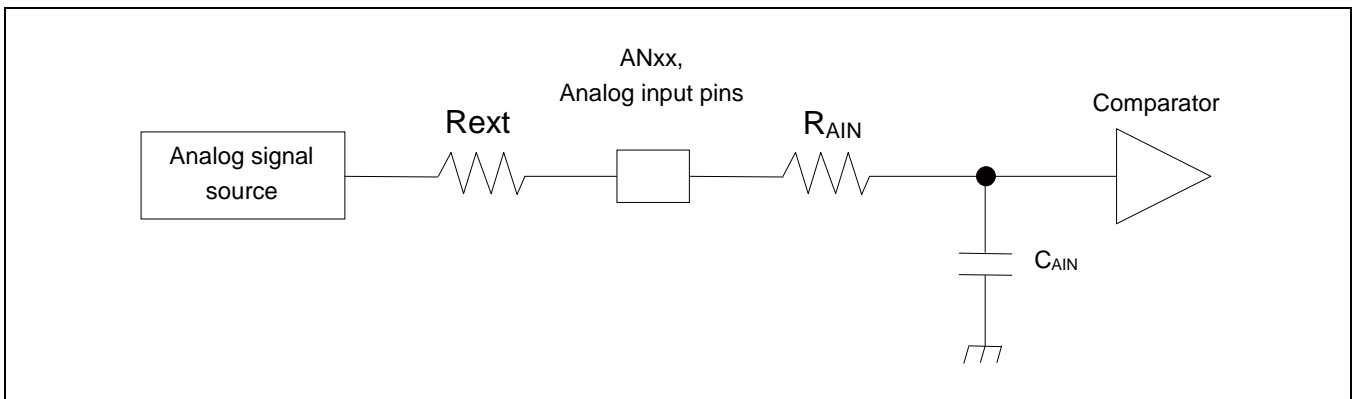 ANxx,
Analog input pins
Comparator
Rext
RAIN
Analog signal
source
CAIN